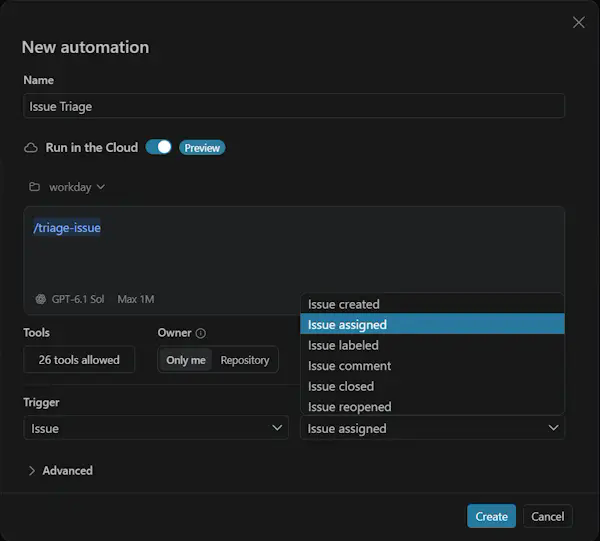 New automation
Name
Issue Triage
Run in the Cloud Preview
workday
/triage-issue
GPT-6.1 Sol Max 1M
Issue created
Issue assigned
Issue labeled
Issue comment
Issue closed
Issue reopened
Tools Owner
26 tools allowed Only me Repository
Trigger
Issue Issue assigned
Advanced
Create Cancel